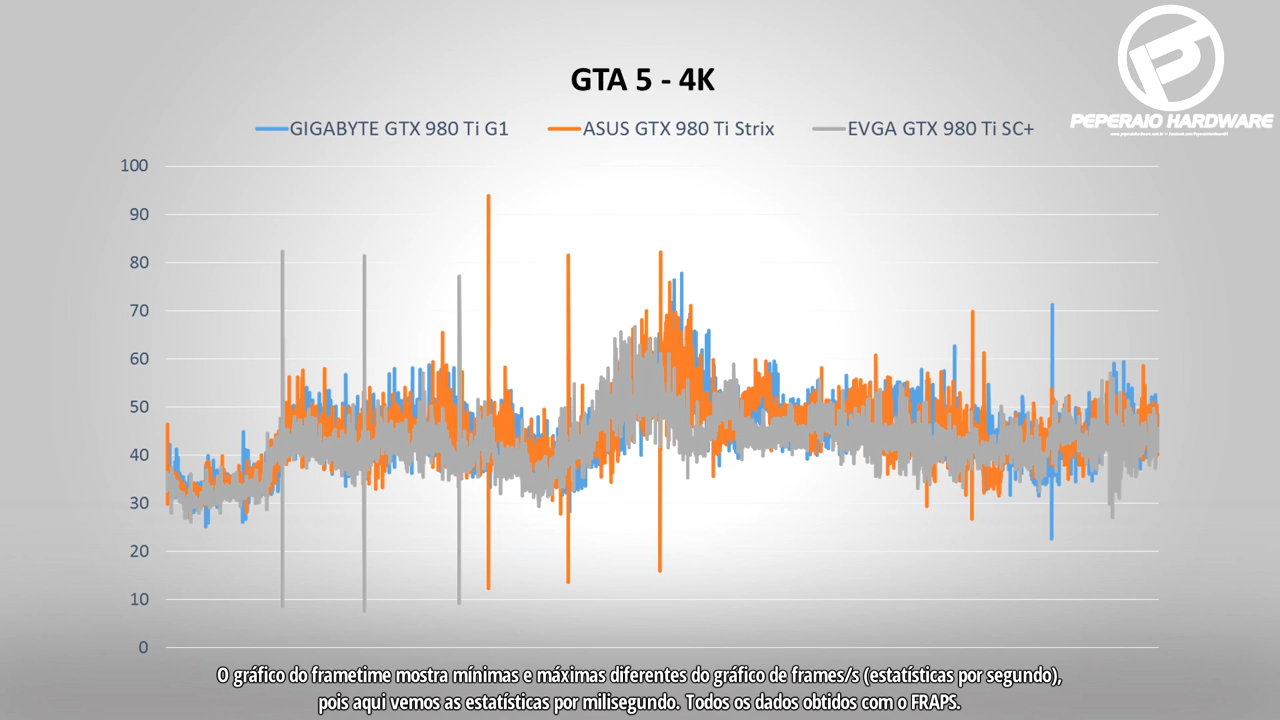 PEPERAIO HARDWARE
GTA 5 - 4K
GIGABYTE GTX 980 Ti G1
ASUS GTX 980 Ti Strix
EVGA GTX 980 Ti SC+
100
90
80
70
60
50
40
30
20
10
0
O gráfico do frametime mostra mínimas e máximas diferentes do gráfico de frames/s (estatísticas por segundo),
pois aqui vemos as estatísticas por milisegundo. Todos os dados obtidos com o FRAPS.